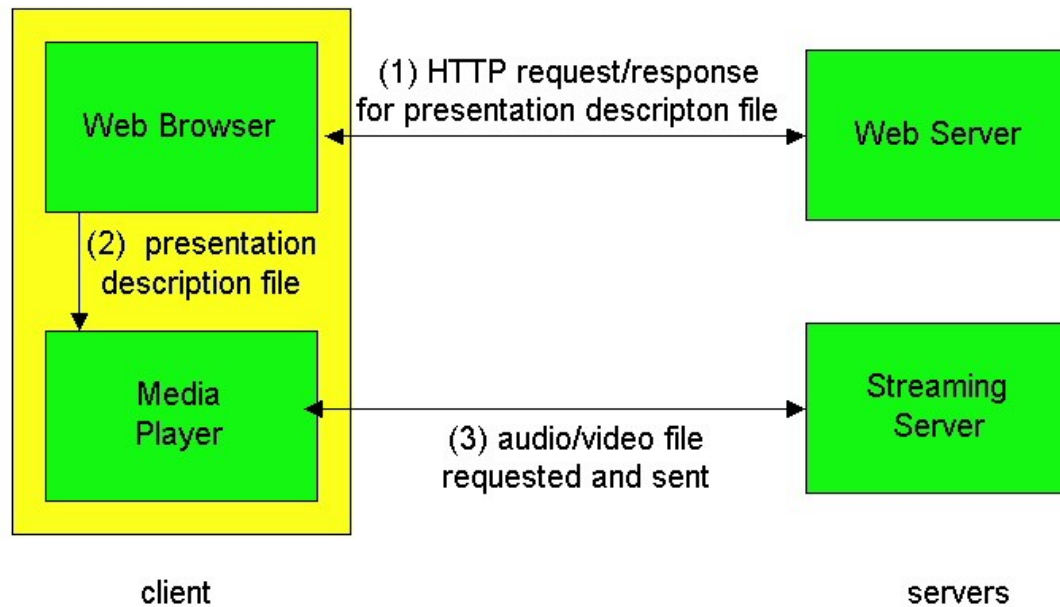 Web Browser
(1) HTTP request/response
for presentation descripton file
Web Server
(2) presentation
description file
Media
Player
(3) audio/video file
requested and sent
Streaming
Server
client
servers